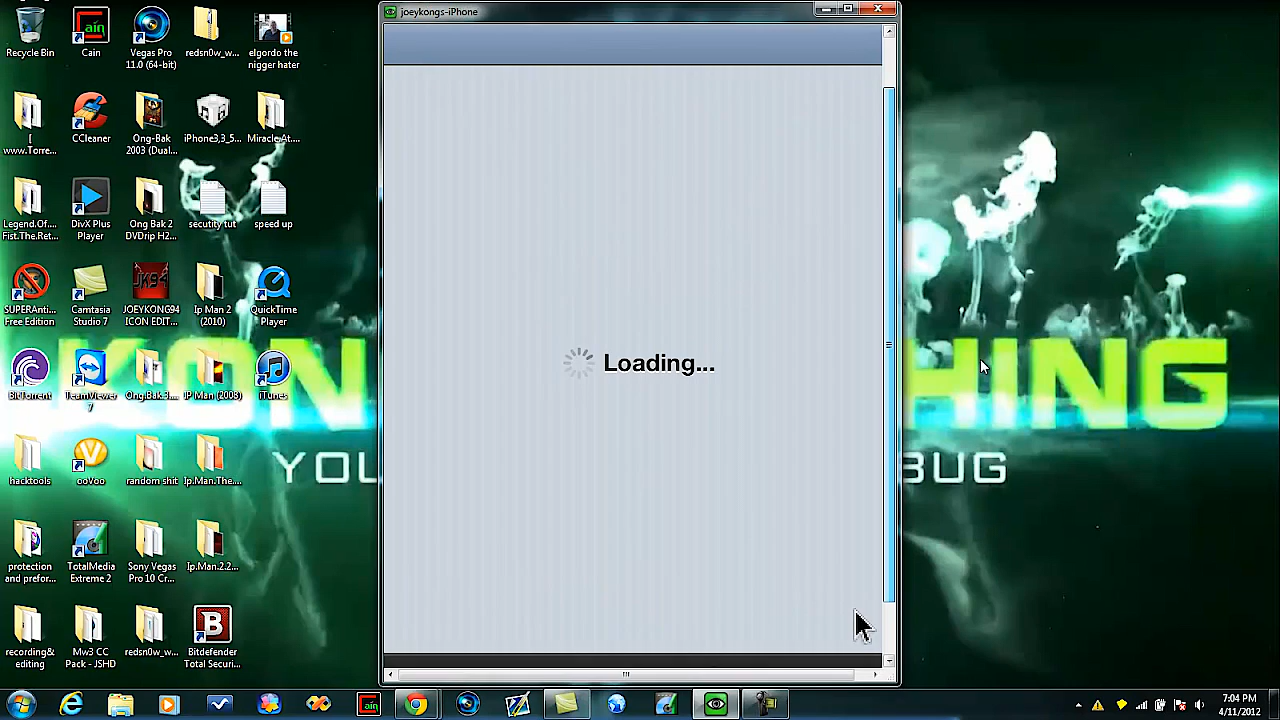 joeykongs-iPhone
Recycle Bin
Cain
Vegas Pro
11.0 (64-bit)
redsn0w_w...
elgordo the
nigger hater
[
www.Torre...
CCleaner
Ong-Bak
2003 (Dual...
iPhone3,3_5...
Miracle.At...
Legend.Of...
Fist.The.Ret...
DivX Plus
Player
Ong Bak 2
DVDrip H2...
secutity tut
speed up
SUPERAnti...
Free Edition
Camtasia
Studio 7
JK94
JOEYKONG94
ICON EDIT...
Ip Man 2
(2010)
QuickTime
Player
BitTorrent
TeamViewer
7
Ong.Bak.3....
IP Man (2008)
iTunes
hacktools
ooVoo
random shit
Ip.Man.The...
protection
and prefor...
TotalMedia
Extreme 2
Sony Vegas
Pro 10 Cr...
Ip.Man.2.2...
recording&
editing
Mw3 CC
Pack - JSHD
redsn0w_w...
Bitdefender
Total Securi...
Loading...
KON
HING
YOU
BUG
7:04 PM
4/11/2012